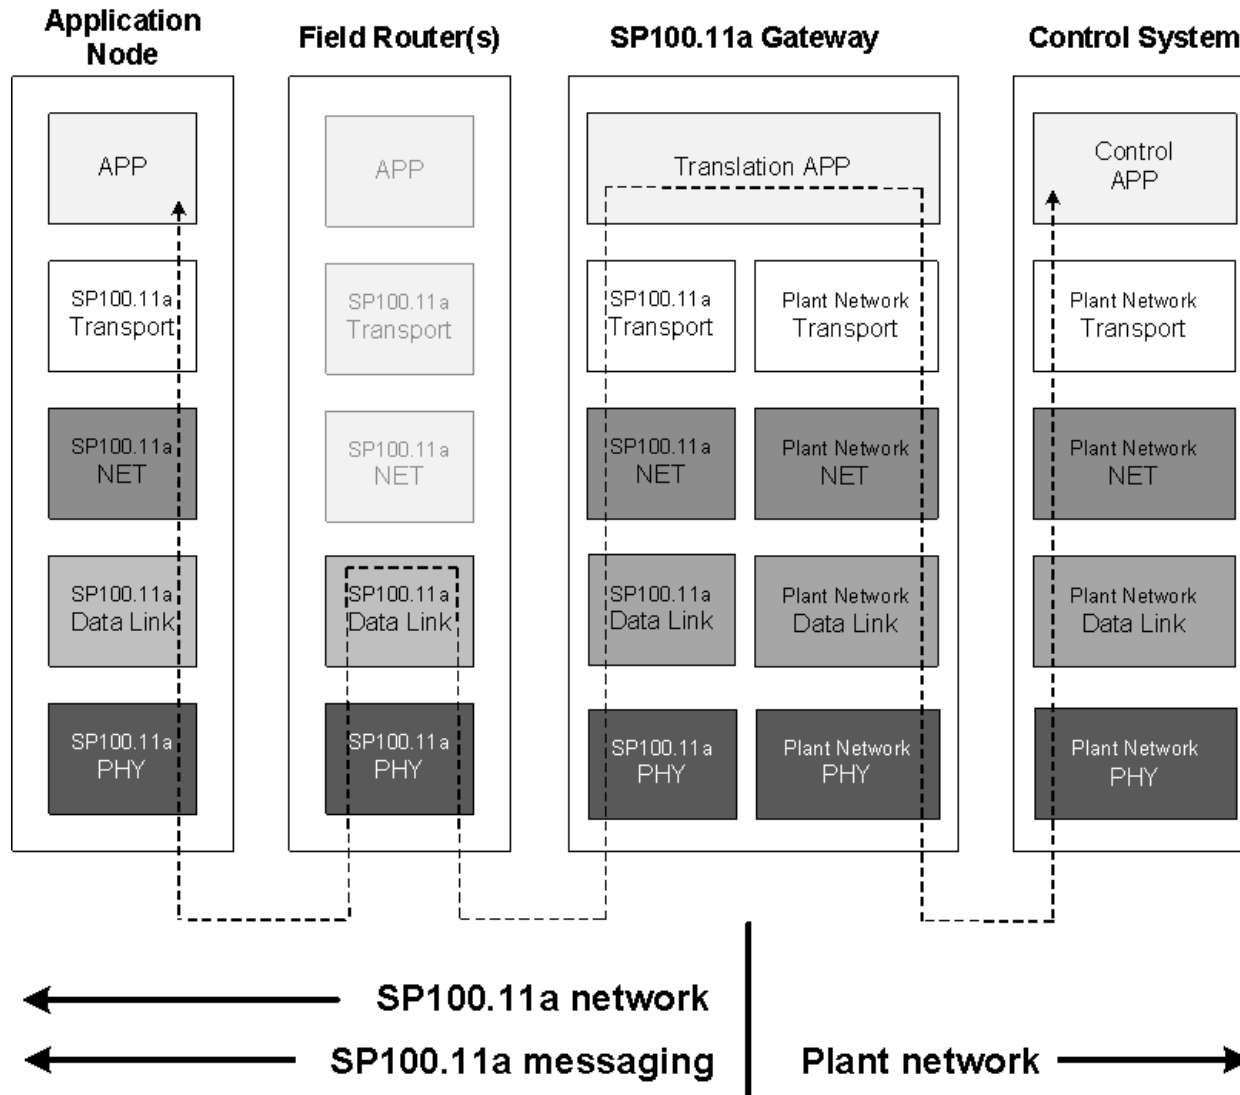 Application
Node
Field Router(s)
SP100.11a Gateway
Control System
APP
APP
Translation APP
Control
APP
SP100.11a
Transport
SP100.11a
Transport
SP100.11a
Transport
Plant Network
Transport
Plant Network
Transport
SP100.11a
NET
SP100.11a
NET
SP100.11a
NET
Plant Network
NET
Plant Network
NET
SP100.11a
Data Link
SP100.11a
Data Link
SP100.11a
Data Link
Plant Network
Data Link
Plant Network
Data Link
SP100.11a
PHY
SP100.11a
PHY
SP100.11a
PHY
Plant Network
PHY
Plant Network
PHY
SP100.11a network
SP100.11a messaging
Plant network